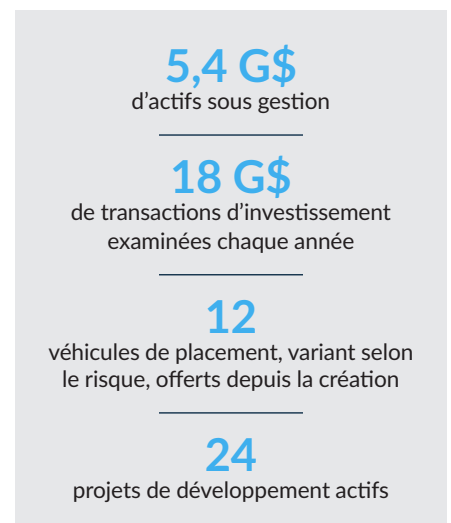 5,4 G$
d’actifs sous gestion
18 G$
de transactions d’investissement
examinées chaque année
12
véhicules de placement, variant selon
le risque, offerts depuis la création
24
projets de développement actifs